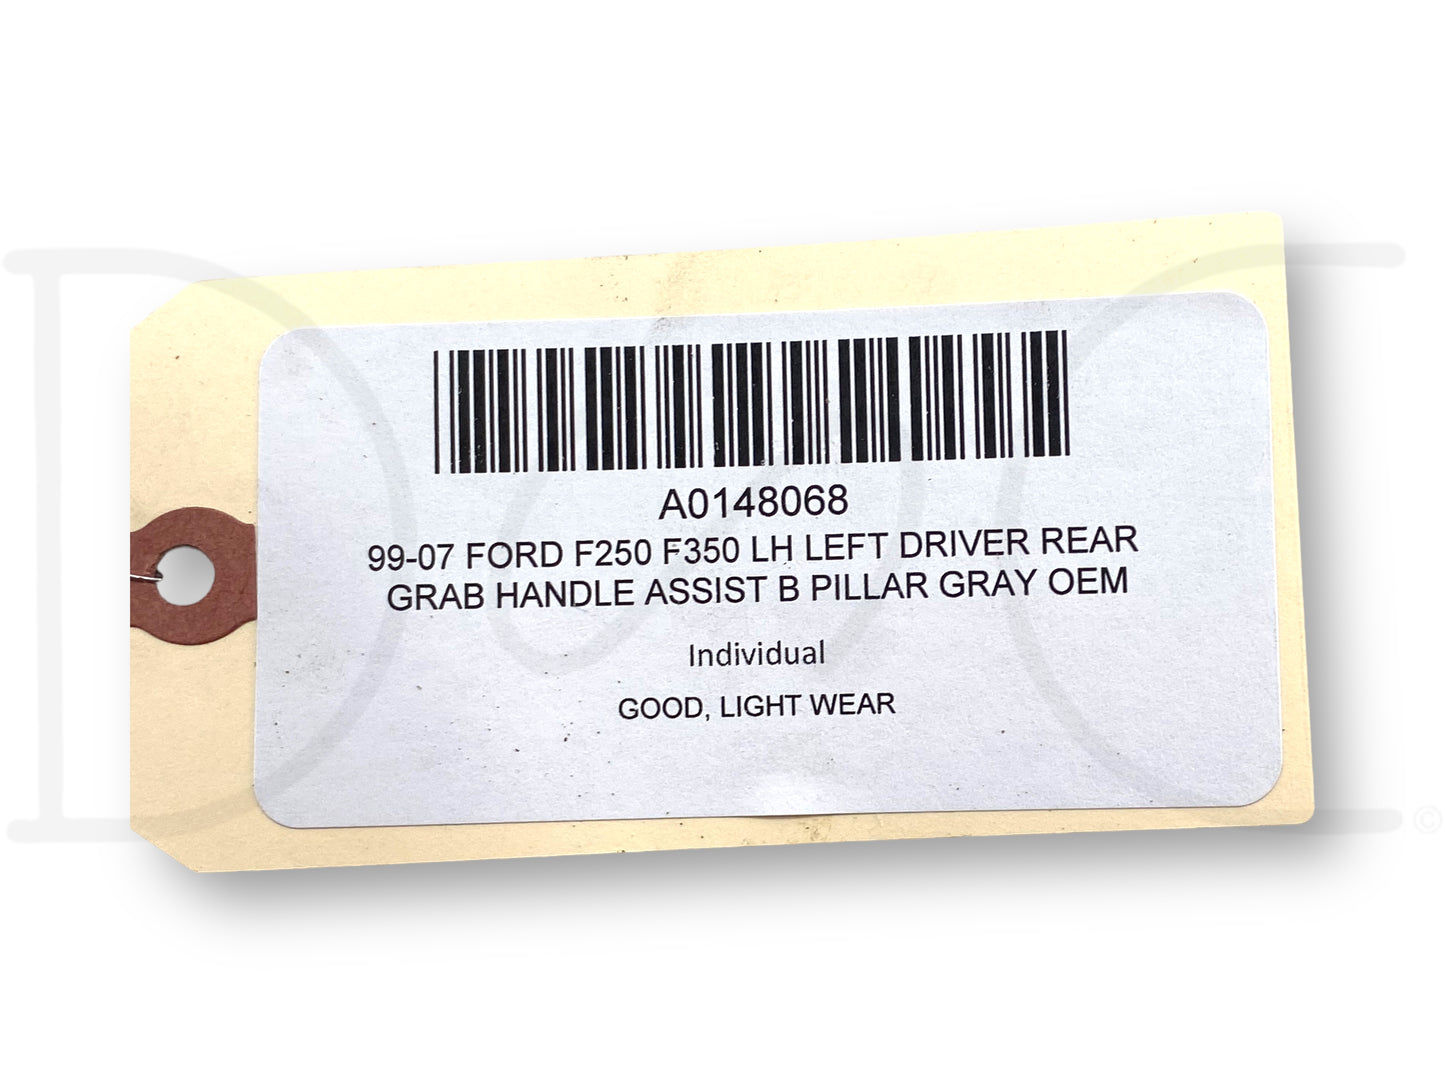 A0148068
99-07 FORD F250 F350 LH LEFT DRIVER REAR
GRAB HANDLE ASSIST B PILLAR GRAY OEM
Individual
GOOD, LIGHT WEAR
©